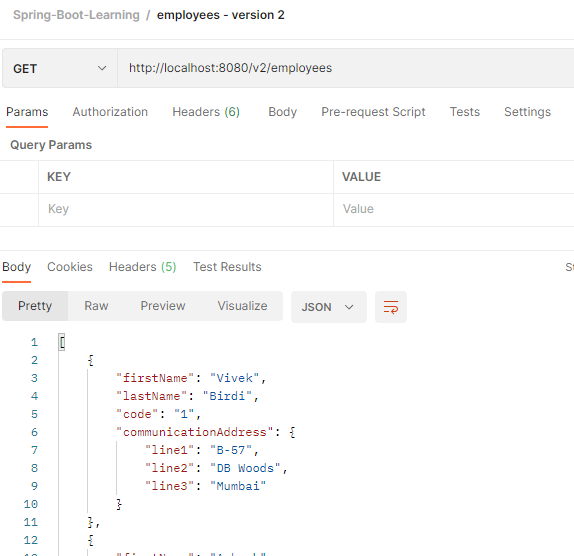 Spring-Boot-Learning / employees - version 2
GET http://localhost:8080/v2/employees
Params Authorization Headers (6) Body Pre-request Script Tests Settings
Query Params
KEY VALUE
Key Value
Body Cookies Headers (5) Test Results
Pretty Raw Preview Visualize JSON
1 [
2 {
3 "firstName": "Vivek",
4 "lastName": "Birdi",
5 "code": "1",
6 "communicationAddress": {
7 "line1": "B-57",
8 "line2": "DB Woods",
9 "line3": "Mumbai"
10 }
11 },
12 {